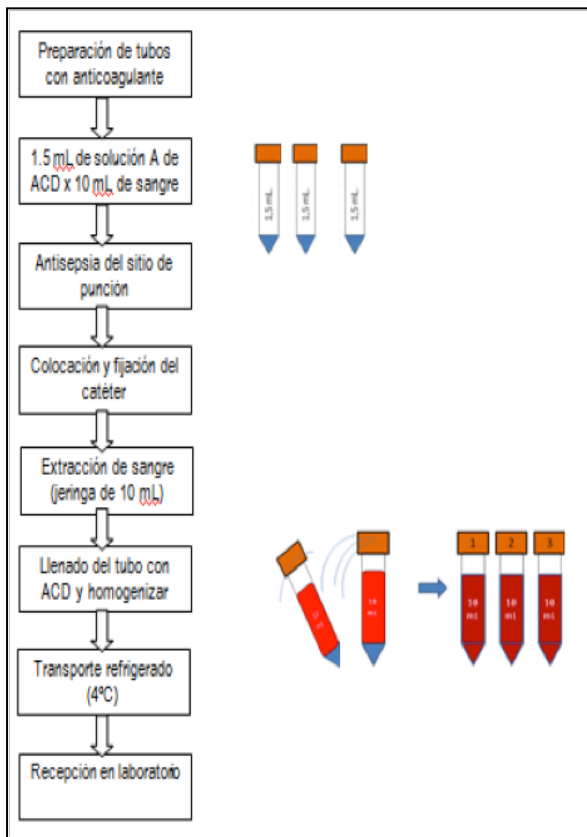 Preparación de tubos
con anticoagulante
1.5 mL de solución A de
ACD x 10 mL de sangre
1,5 mL.
1,5 mL.
1,5 mL.
Antisepsia del sitio de
punción
Colocación y fijación del
catéter
Extracción de sangre
(jeringa de 10 mL)
Llenado del tubo con
ACD y homogenizar
1
2
3
10
ml
10
ml
10
ml
10
ml
Transporte refrigerado
(4ºC)
Recepción en laboratorio